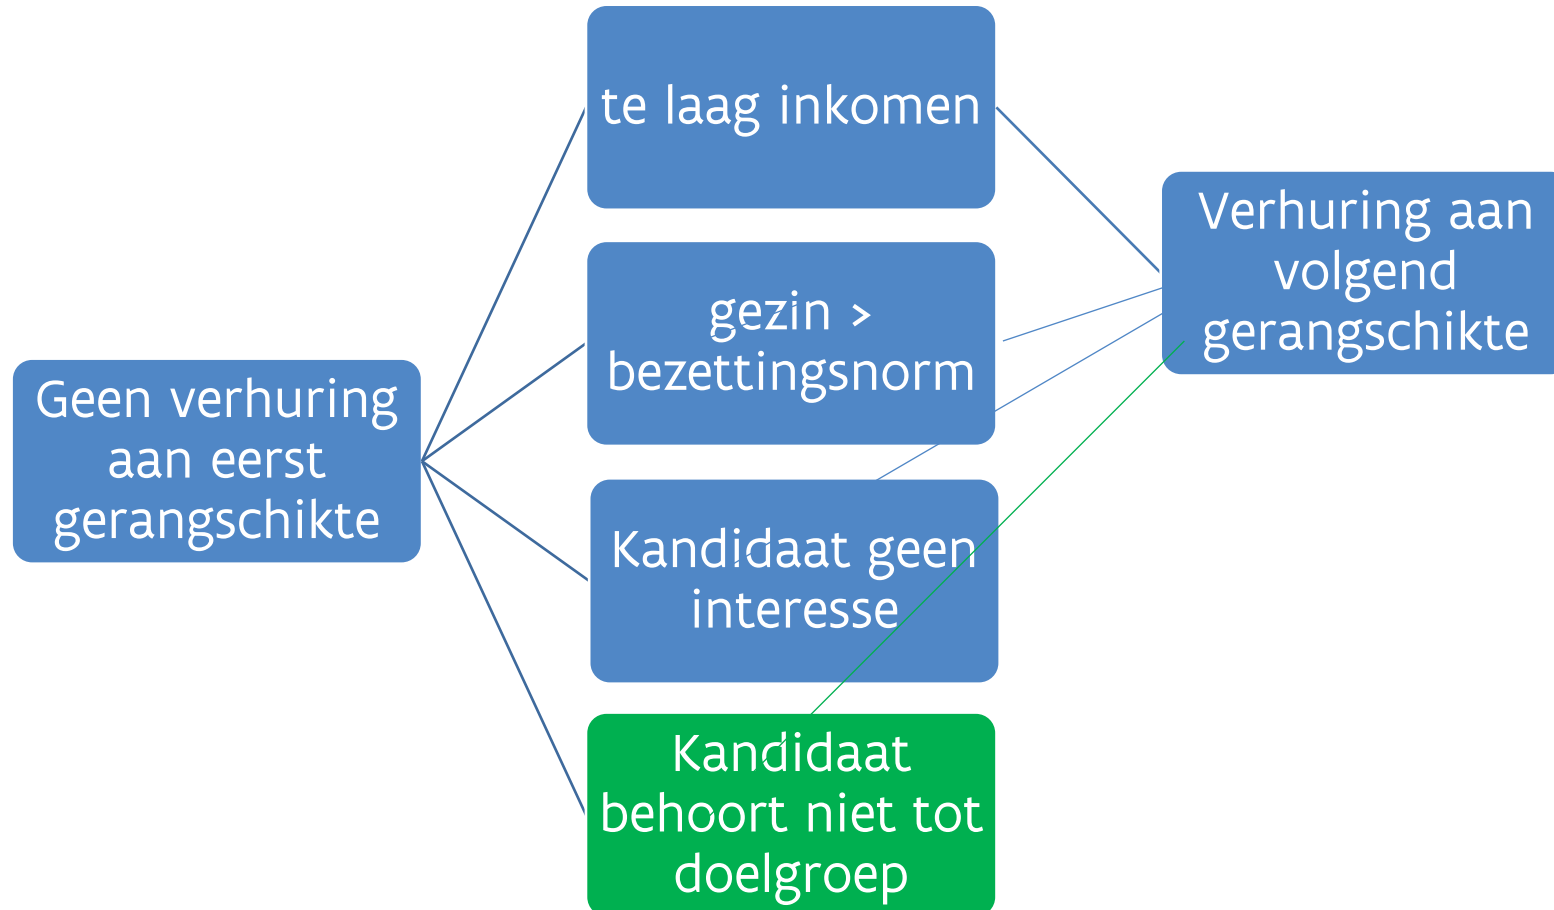 Geen verhuring
aan eerst
gerangschikte
te laag inkomen
gezin >
bezettingsnorm
Kandidaat geen
interesse
Kandidaat
behoort niet tot
doelgroep
Verhuring aan
volgend
gerangschikte